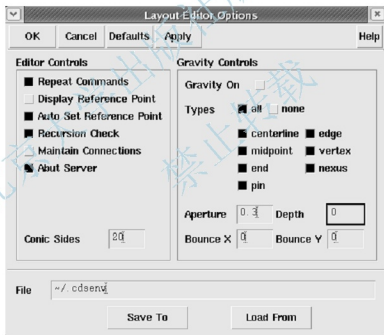 Layout Editor Options
OK Cancel Defaults Apply Help
Editor Controls
Repeat Commands
Display Reference Point
Auto Set Reference Point
Recursion Check
Maintain Connections
Abut Server
Conic Sides 20
Gravity Controls
Gravity On
Types all none
centerline edge
midpoint vertex
end nexus
pin
Aperture 0.3 Depth 0
Bounce X 0 Bounce Y 0
File ~/.cdsenv
Save To Load From